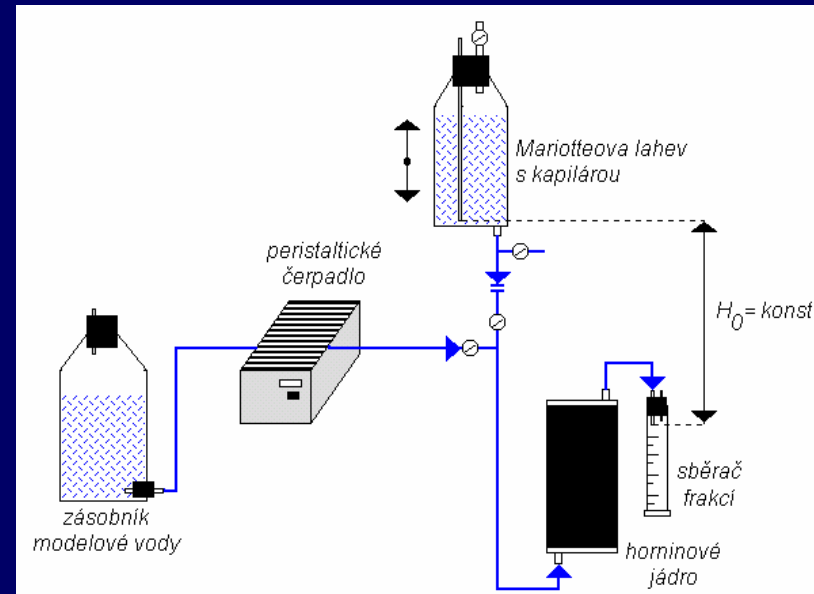 Mariotteova lahev
s kapilárou
peristaltické
čerpadlo
H0= konst
zásobník
modelové vody
sběrač
frakcí
horninové
jádro